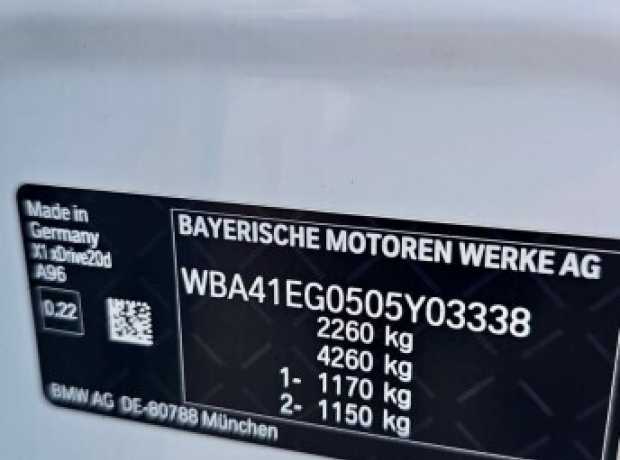 Made in
Germany
X1 sDrive20d
A96
0.22
BAYERISCHE MOTOREN WERKE AG
WBA41EG0505Y03338
2260 kg
4260 kg
1- 1170 kg
2- 1150 kg
BMW AG DE-80788 München